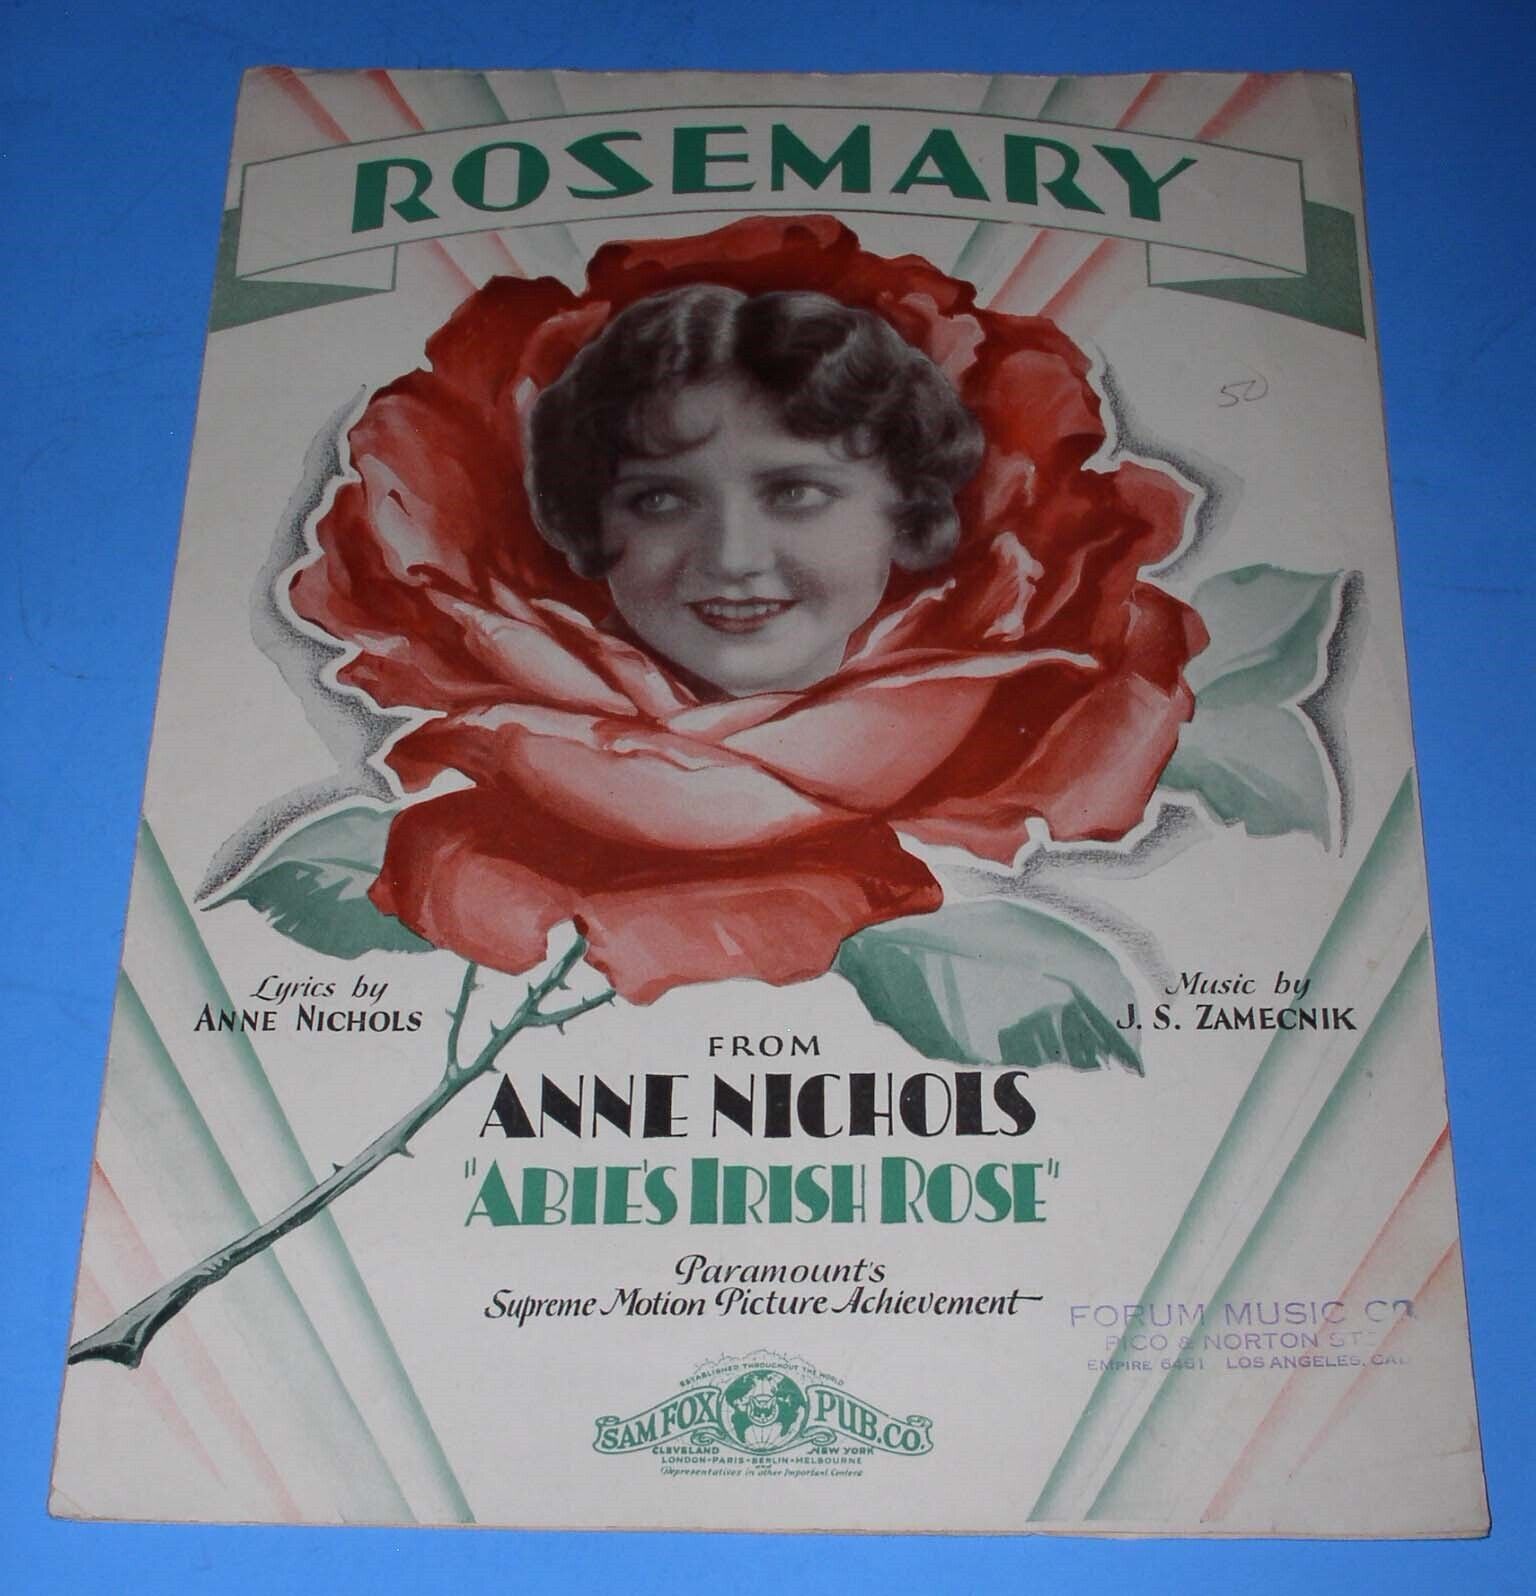 ROSEMARY
50
Lyrics by
ANNE NICHOLS
Music by
J. S. ZAMECNIK
FROM
ANNE NICHOLS
"ABIE'S IRISH ROSE"
Paramount's
Supreme Motion Picture Achievement
FORUM MUSIC CO.
PICO & NORTON STS
EMPIRE 6461 LOS ANGELES, CAL
ESTABLISHED THROUGHOUT THE WORLD
SAM FOX PUB. CO.
CLEVELAND NEW YORK
LONDON-PARIS-BERLIN-MELBOURNE
and
Representatives in other Important Centers